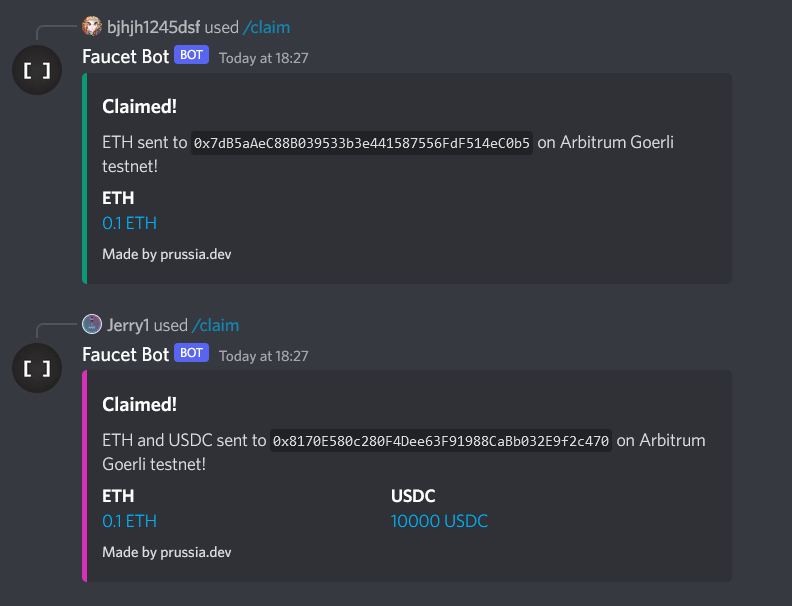 bjhjh1245dsf used /claim
[ ] Faucet Bot BOT Today at 18:27
Claimed!
ETH sent to 0x7dB5aAeC88B039533b3e441587556FdF514eC0b5 on Arbitrum Goerli
testnet!
ETH
0.1 ETH
Made by prussia.dev
Jerry1 used /claim
[ ] Faucet Bot BOT Today at 18:27
Claimed!
ETH and USDC sent to 0x8170E580c280F4Dee63F91988CaBb032E9f2c470 on Arbitrum
Goerli testnet!
ETH USDC
0.1 ETH 10000 USDC
Made by prussia.dev